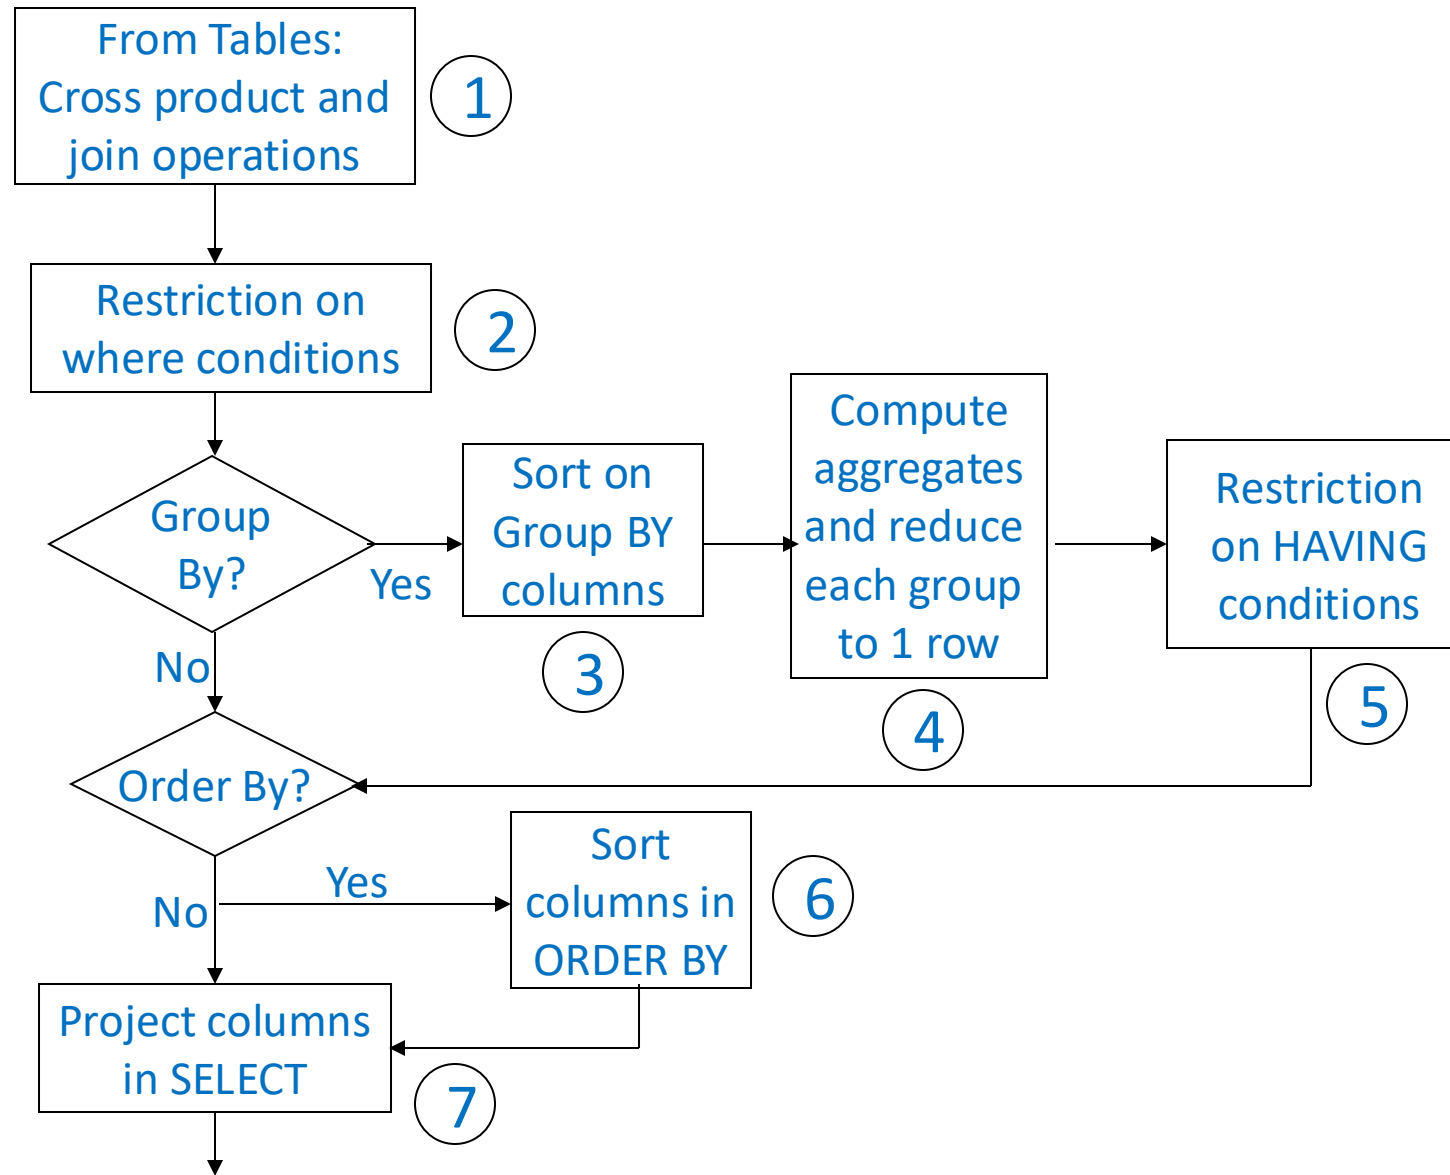 From Tables:
Cross product and
join operations
1
Restriction on
where conditions
2
Group
By?
Yes
No
Sort on
Group BY
columns
3
Compute
aggregates
and reduce
each group
to 1 row
4
Restriction
on HAVING
conditions
5
Order By?
Yes
No
Sort
columns in
ORDER BY
6
Project columns
in SELECT
7